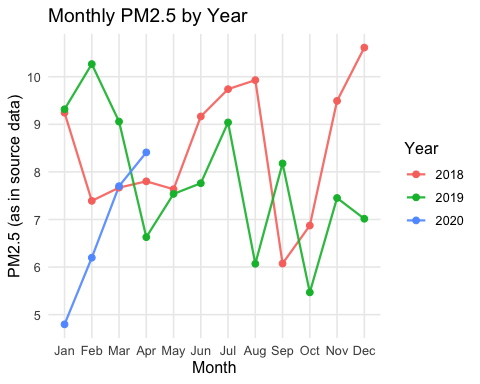 Monthly PM2.5 by Year
PM2.5 (as in source data)
10
9
8
7
6
5
Jan Feb Mar Apr May Jun Jul Aug Sep Oct Nov Dec
Month
Year
2018
2019
2020